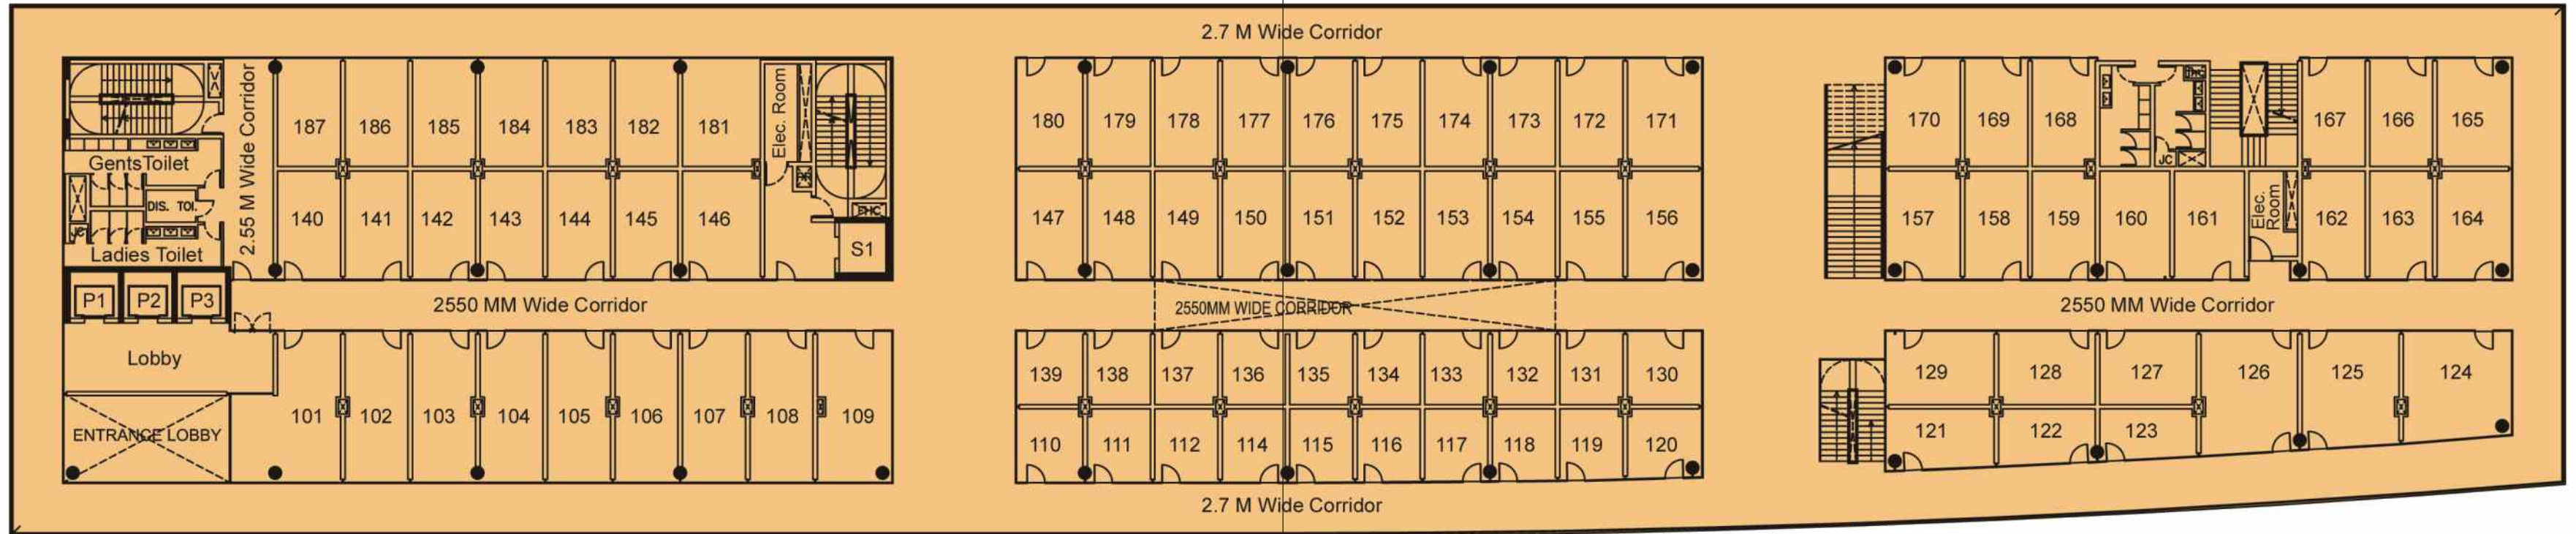 2.7 M Wide Corridor
187 186 185 184 183 182 181
Elec. Room
180 179 178 177 176 175 174 173 172 171
170 169 168
167 166 165
2.55 M Wide Corridor
GentsToilet
JC
DIS. TOI.
140 141 142 143 144 145 146
FHC
147 148 149 150 151 152 153 154 155 156
157 158 159 160 161
Elec.
Room
162 163 164
Ladies Toilet
S1
P1 P2 P3
2550 MM Wide Corridor
2550MM WIDE CORRIDOR
2550 MM Wide Corridor
Lobby
139 138 137 136 135 134 133 132 131 130
129 128 127 126 125 124
101 102 103 104 105 106 107 108 109
ENTRANCE LOBBY
110 111 112 114 115 116 117 118 119 120
121 122 123
2.7 M Wide Corridor